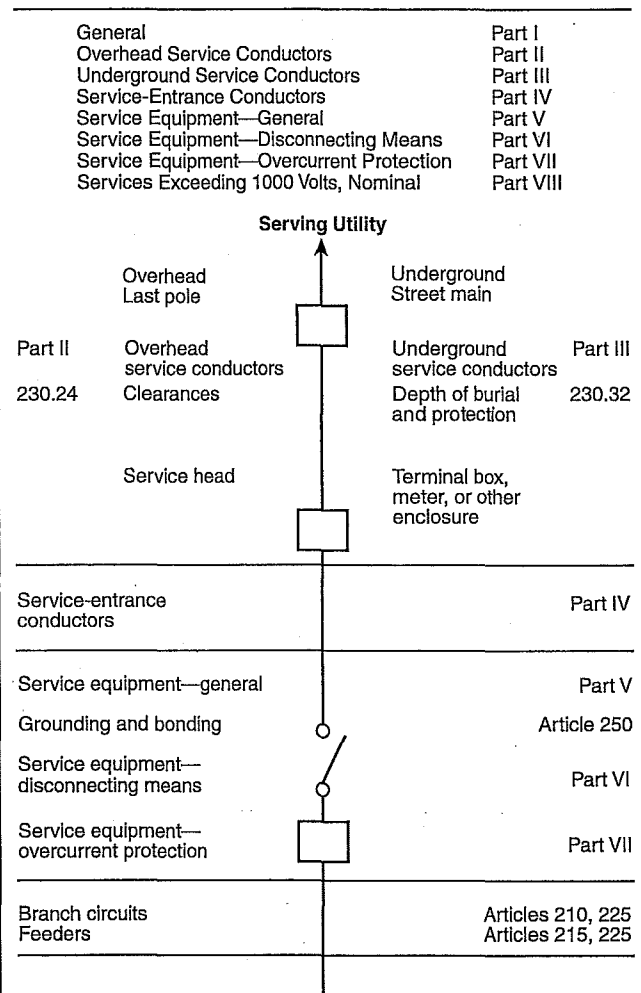 General Part I
Overhead Service Conductors Part II
Underground Service Conductors Part III
Service-Entrance Conductors Part IV
Service Equipment—General Part V
Service Equipment—Disconnecting Means Part VI
Service Equipment—Overcurrent Protection Part VII
Services Exceeding 1000 Volts, Nominal Part VIII
Serving Utility
Overhead
Last pole
Underground
Street main
Part II
Overhead
service conductors
Underground
service conductors
Part III
230.24 Clearances
Depth of burial
and protection
230.32
Service head
Terminal box,
meter, or other
enclosure
Service-entrance
conductors
Part IV
Service equipment—general Part V
Grounding and bonding Article 250
Service equipment—
disconnecting means
Part VI
Service equipment—
overcurrent protection
Part VII
Branch circuits Articles 210, 225
Feeders Articles 215, 225